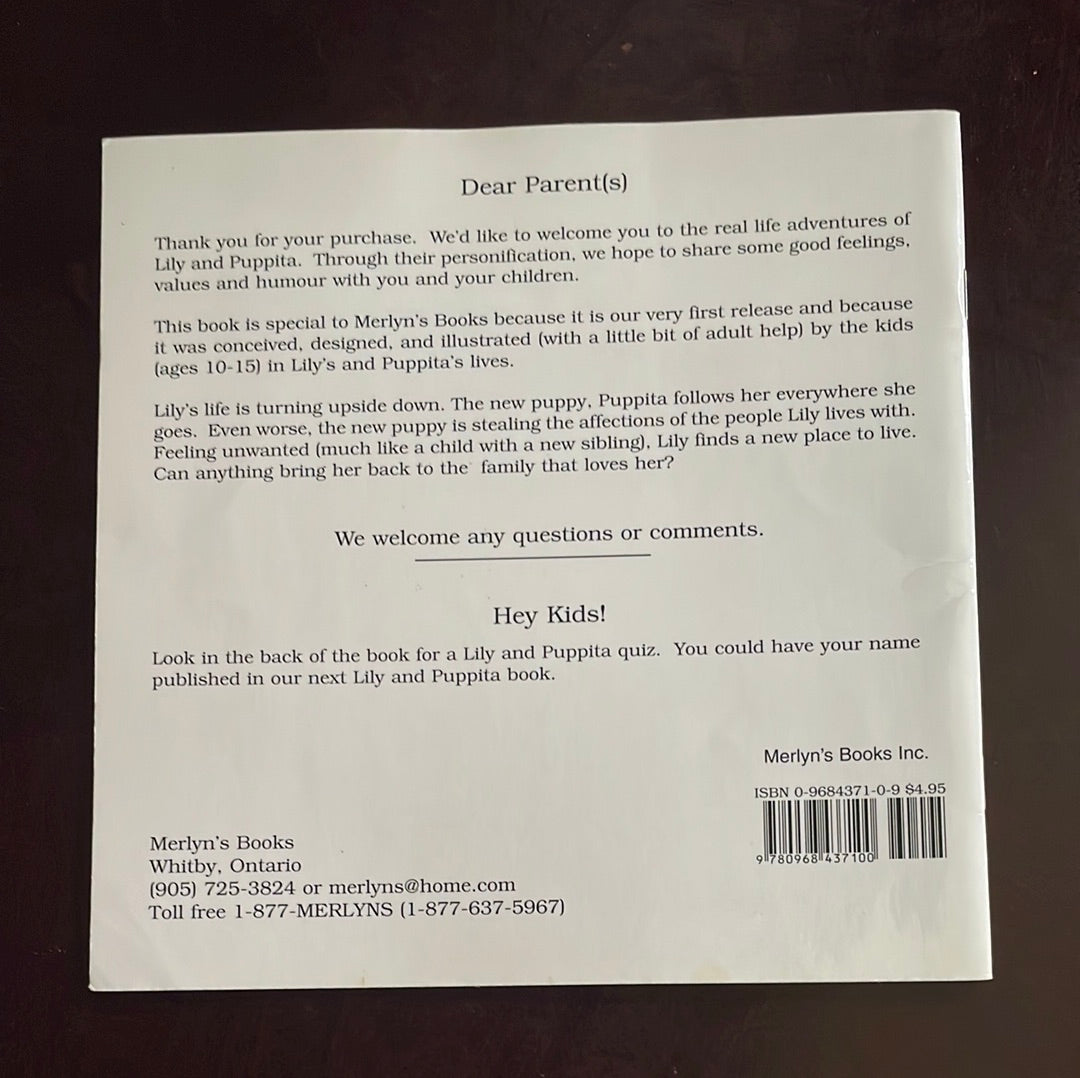 Dear Parent(s)
Thank you for your purchase. We'd like to welcome you to the real life adventures of
Lily and Puppita. Through their personification, we hope to share some good feelings,
values and humour with you and your children.
This book is special to Merlyn's Books because it is our very first release and because
it was conceived, designed, and illustrated (with a little bit of adult help) by the kids
(ages 10-15) in Lily's and Puppita's lives.
Lily's life is turning upside down. The new puppy, Puppita follows her everywhere she
goes. Even worse, the new puppy is stealing the affections of the people Lily lives with.
Feeling unwanted (much like a child with a new sibling), Lily finds a new place to live.
Can anything bring her back to the family that loves her?
We welcome any questions or comments.
Hey Kids!
Look in the back of the book for a Lily and Puppita quiz. You could have your name
published in our next Lily and Puppita book.
Merlyn's Books Inc.
ISBN 0-9684371-0-9 $4.95
9 780968 437100
Merlyn's Books
Whitby, Ontario
(905) 725-3824 or merlyns@home.com
Toll free 1-877-MERLYNS (1-877-637-5967)